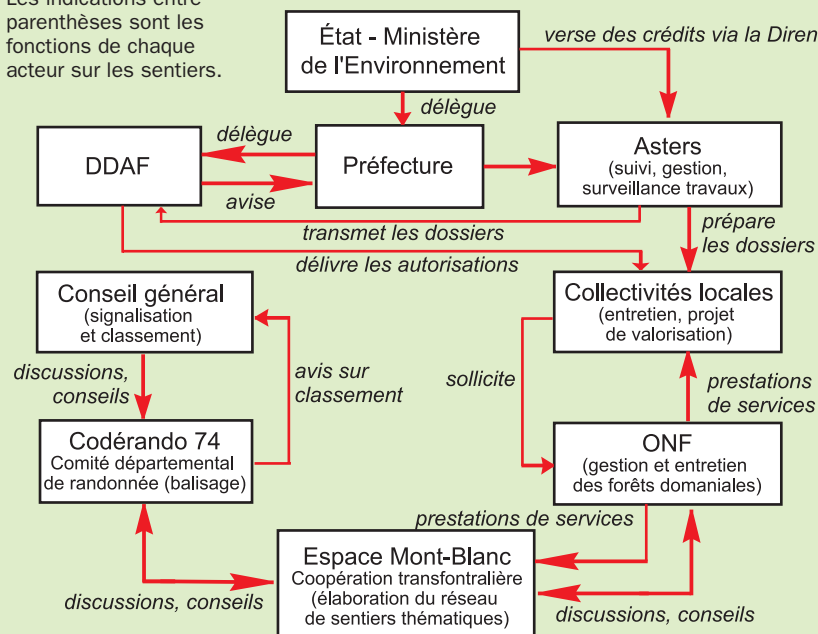 Les indications entre
parenthèses sont les
fonctions de chaque
acteur sur les sentiers.
État - Ministère
de l'Environnement
verse des crédits via la Diren
délègue
délègue
DDAF
Préfecture
Asters
(suivi, gestion,
surveillance travaux)
avise
transmet les dossiers
prépare
les dossiers
délivre les autorisations
Conseil général
(signalisation
et classement)
Collectivités locales
(entretien, projet
de valorisation)
discussions,
conseils
avis sur
classement
sollicite
prestations
de services
Codérando 74
Comité départemental
de randonnée (balisage)
ONF
(gestion et entretien
des forêts domaniales)
prestations de services
Espace Mont-Blanc
Coopération transfontralière
(élaboration du réseau
de sentiers thématiques)
discussions, conseils
discussions, conseils